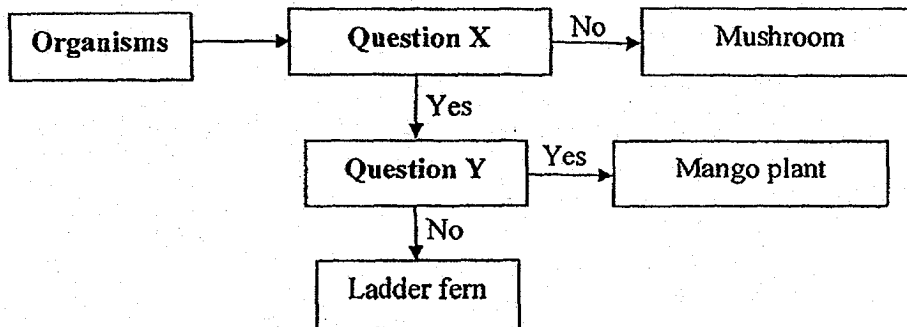 Organisms
Question X
No
Mushroom
Yes
Question Y
Yes
Mango plant
No
Ladder fern